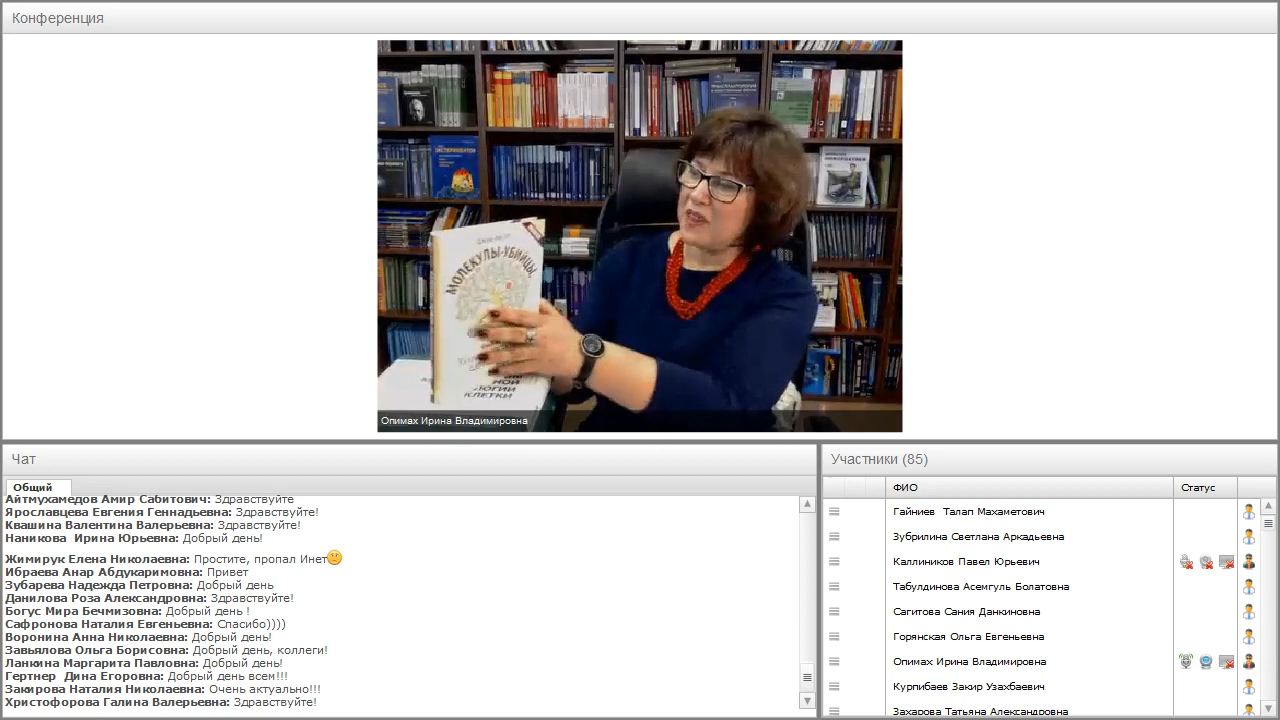 Конференция
МОЛЕКУЛЫ-УБИЙЦЫ,
НОЙ
КЛЕТКИ
Опимах Ирина Владимировна
Чат
Общий
Айтмухамедов Амир Сабитович: Здравствуйте
Ярославцева Евгения Геннадьевна: Здравствуйте!
Квашина Валентина Валерьевна: Здравствуйте!
Наникова Ирина Юрьевна: Добрый день!
Жимирук Елена Николаевна: Простите, пропал Инет
Ибраева Анар Абдукаримовна: Привет
Зубарева Надежда Петровна: Добрый день
Данилова Роза Александровна: Здравствуйте!
Богус Мира Бечмизовна: Добрый день !
Сафронова Наталия Евгеньевна: Спасибо))))
Воронина Анна Николаевна: Добрый день!
Завьялова Ольга Борисовна: Добрый день, коллеги!
Ланкина Маргарита Павловна: Добрый день!
Гертнер Дина Егоровна: Добрый день всем!!!
Закирова Наталия Николаевна: Очень актуально!!!
Христофорова Галина Валерьевна: Здравтвуйте!
Участники (85)
ФИО Статус
Гайниев Талап Махаметович
Зубрилина Светлана Аркадьевна
Каллиников Павел Юрьевич
Табулдинова Асемгуль Болатовна
Сагитова Сания Данкиновна
Горянская Ольга Евгеньевна
Опимах Ирина Владимировна
Курпибаев Закир Узакбаевич
Захарова Татьяна Александровна